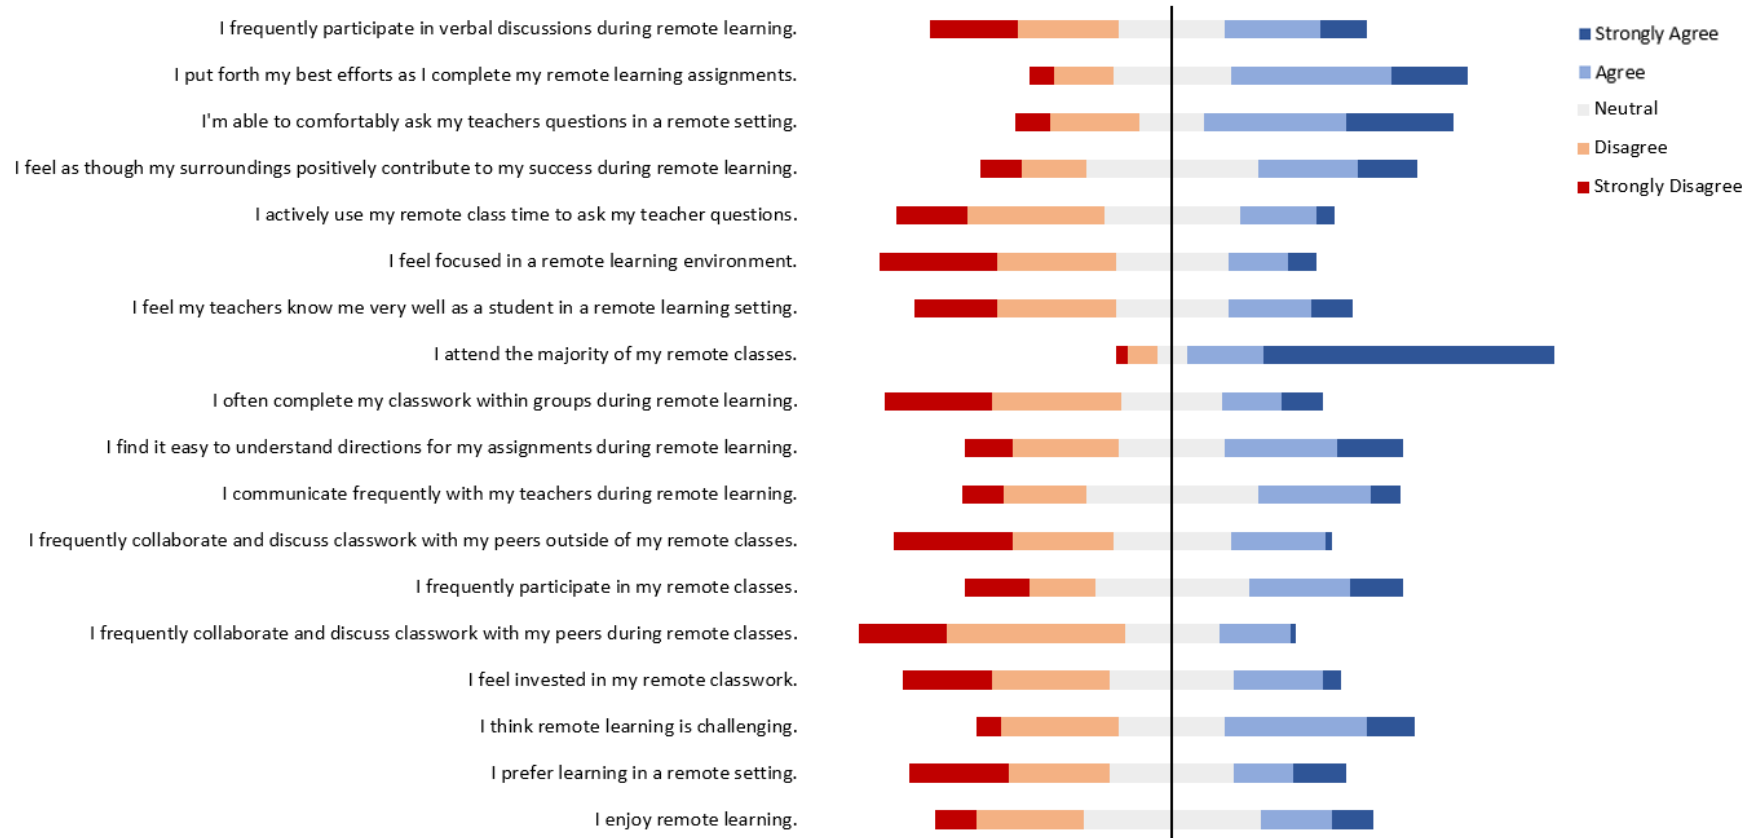 I frequently participate in verbal discussions during remote learning.
I put forth my best efforts as I complete my remote learning assignments.
I'm able to comfortably ask my teachers questions in a remote setting.
I feel as though my surroundings positively contribute to my success during remote learning.
I actively use my remote class time to ask my teacher questions.
I feel focused in a remote learning environment.
I feel my teachers know me very well as a student in a remote learning setting.
I attend the majority of my remote classes.
I often complete my classwork within groups during remote learning.
I find it easy to understand directions for my assignments during remote learning.
I communicate frequently with my teachers during remote learning.
I frequently collaborate and discuss classwork with my peers outside of my remote classes.
I frequently participate in my remote classes.
I frequently collaborate and discuss classwork with my peers during remote classes.
I feel invested in my remote classwork.
I think remote learning is challenging.
I prefer learning in a remote setting.
I enjoy remote learning.
Strongly Agree
Agree
Neutral
Disagree
Strongly Disagree